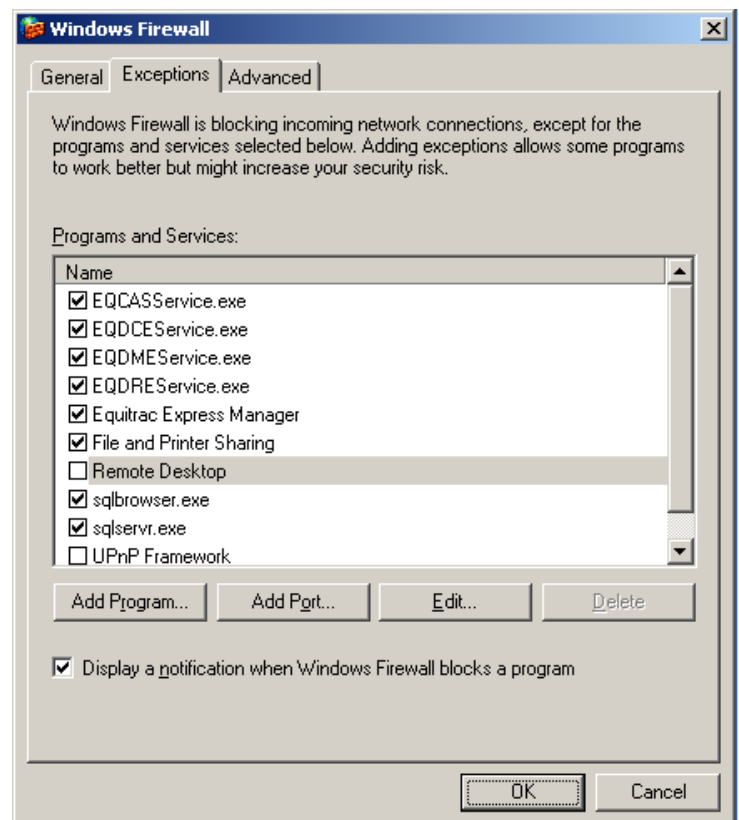 Windows Firewall
General Exceptions Advanced
Windows Firewall is blocking incoming network connections, except for the
programs and services selected below. Adding exceptions allows some programs
to work better but might increase your security risk.
Programs and Services:
Name
EQCASService.exe
EQDCEService.exe
EQDMEService.exe
EQDREService.exe
Equitrac Express Manager
File and Printer Sharing
Remote Desktop
sqlbrowser.exe
sqlservr.exe
UPnP Framework
Add Program... Add Port... Edit... Delete
Display a notification when Windows Firewall blocks a program
OK Cancel